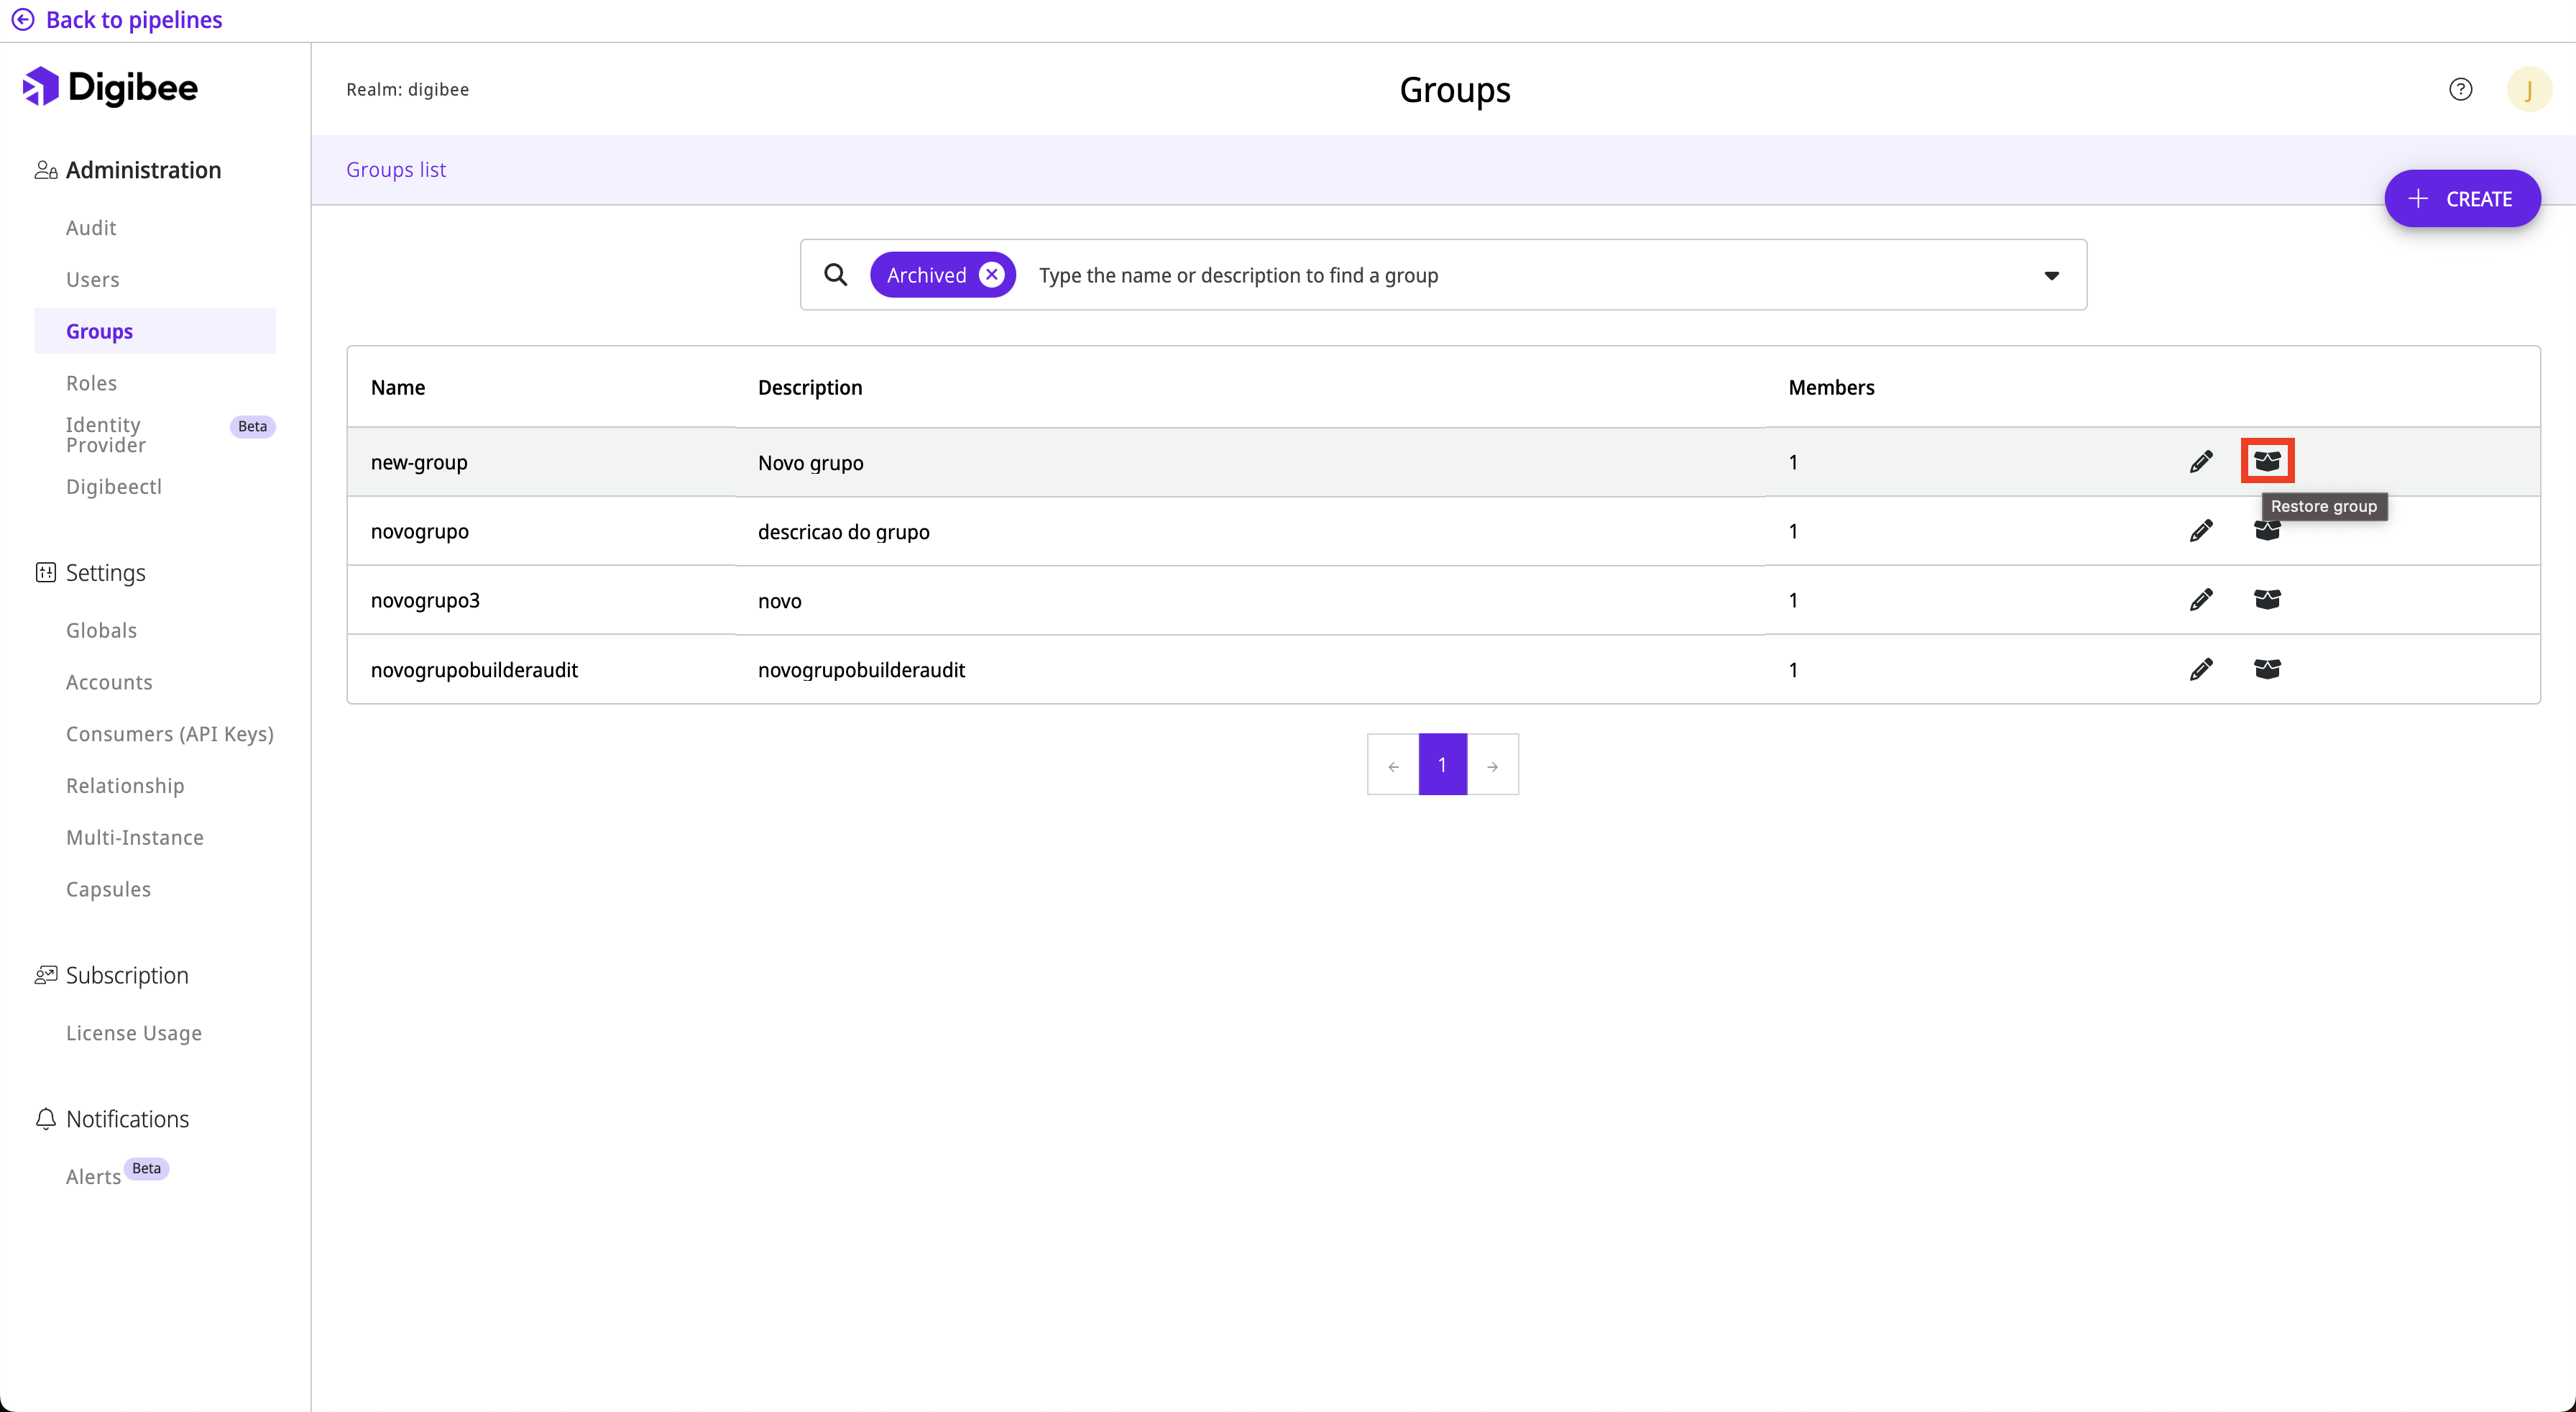 Back to pipelines
Digibee
Realm: digibee
Groups
?
J
Administration
Audit
Users
Groups
Roles
Identity
Provider
Beta
Digibeectl
Settings
Globals
Accounts
Consumers (API Keys)
Relationship
Multi-Instance
Capsules
Subscription
License Usage
Notifications
Alerts Beta
Groups list
CREATE
Archived Type the name or description to find a group
Name Description Members
new-group Novo grupo 1
Restore group
novogrupo descricao do grupo 1
novogrupo3 novo 1
novogrupobuilderaudit novogrupobuilderaudit 1
← 1 →